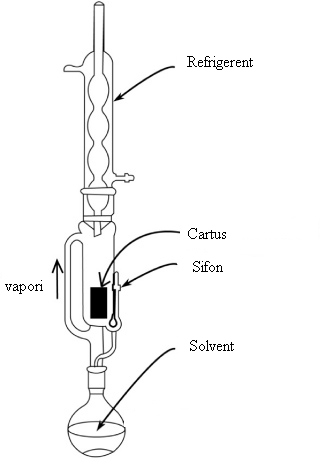 Refrigerent
Cartus
Sifon
vapori
Solvent